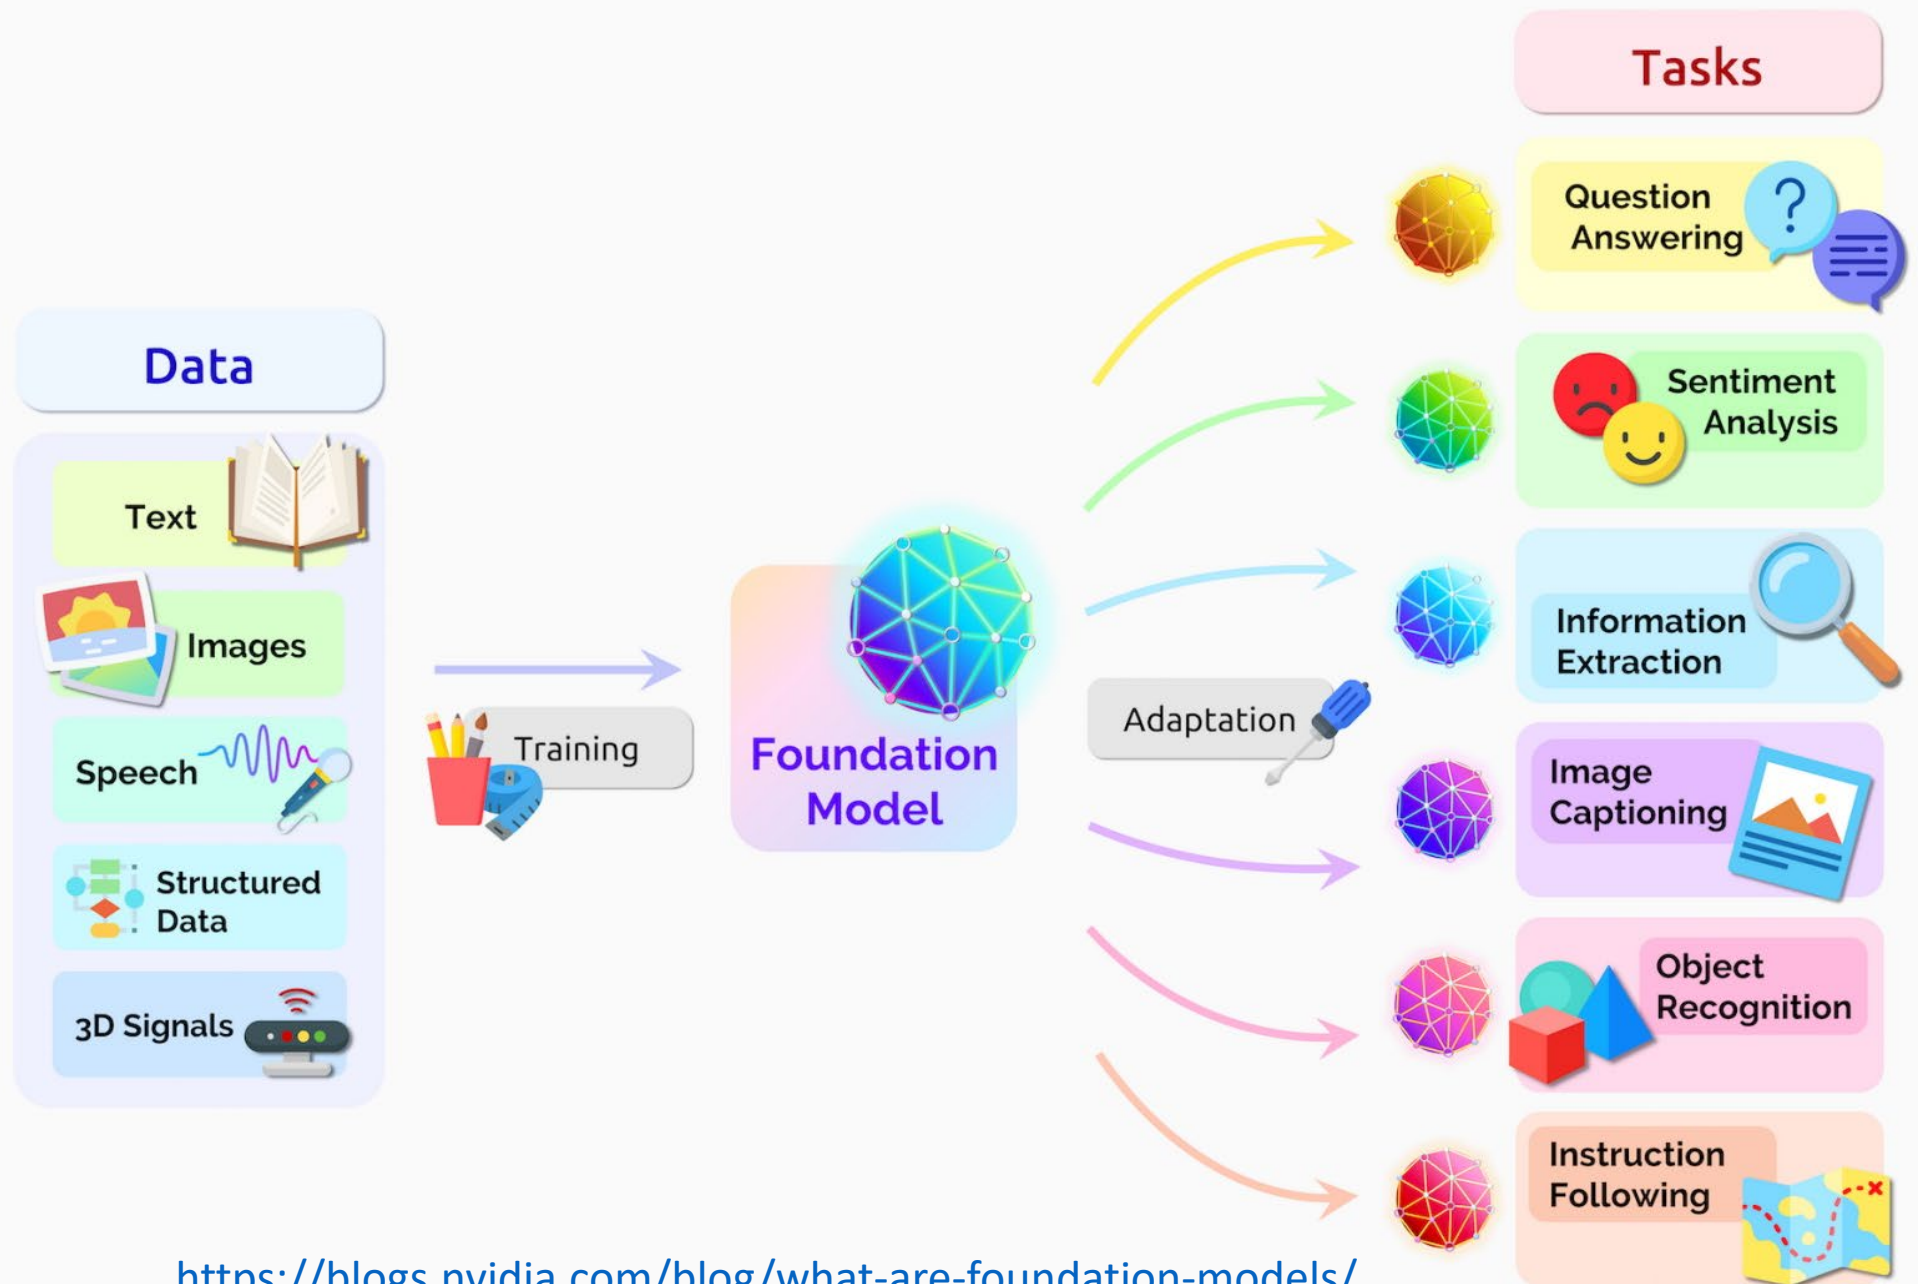 Data
Text
Images
Speech
Structured
Data
3D Signals
Training
Foundation
Model
Adaptation
Tasks
Question
Answering
Sentiment
Analysis
Information
Extraction
Image
Captioning
Object
Recognition
Instruction
Following
https://blogs.nvidia.com/blog/what-are-foundation-models/